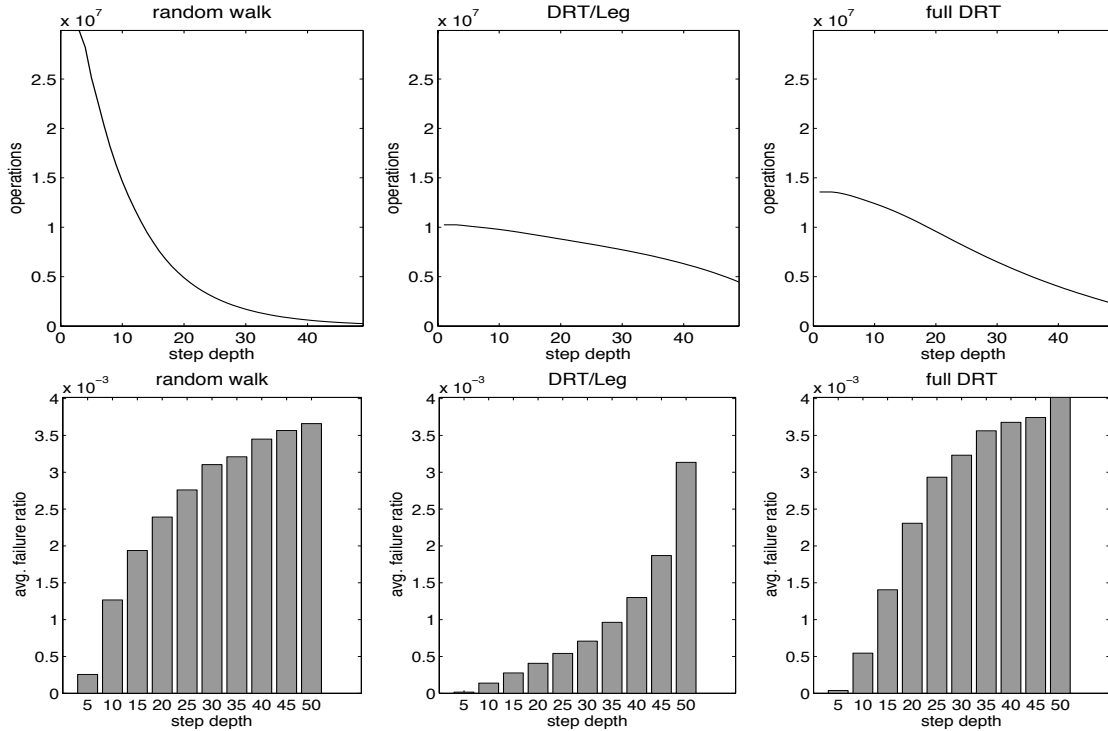 random walk
x 10⁷
2.5
2
1.5
1
0.5
0
operations
0 10 20 30 40
step depth
DRT/Leg
x 10⁷
2.5
2
1.5
1
0.5
0
operations
0 10 20 30 40
step depth
full DRT
x 10⁷
2.5
2
1.5
1
0.5
0
operations
0 10 20 30 40
step depth
random walk
x 10⁻³
4
3.5
3
2.5
2
1.5
1
0.5
0
avg. failure ratio
5 10 15 20 25 30 35 40 45 50
step depth
DRT/Leg
x 10⁻³
4
3.5
3
2.5
2
1.5
1
0.5
0
avg. failure ratio
5 10 15 20 25 30 35 40 45 50
step depth
full DRT
x 10⁻³
4
3.5
3
2.5
2
1.5
1
0.5
0
avg. failure ratio
5 10 15 20 25 30 35 40 45 50
step depth